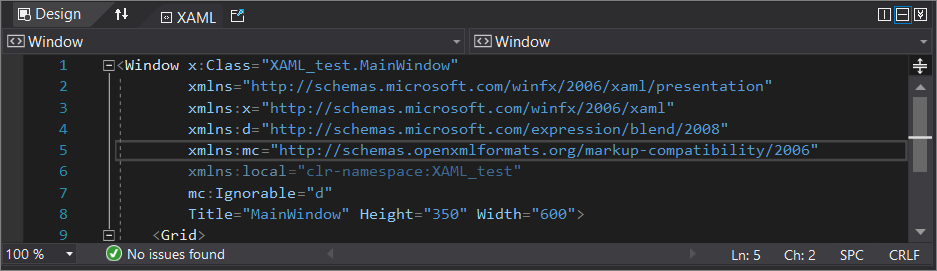 Design XAML
Window Window
1 <Window x:Class="XAML_test.MainWindow"
2 xmlns="http://schemas.microsoft.com/winfx/2006/xaml/presentation"
3 xmlns:x="http://schemas.microsoft.com/winfx/2006/xaml"
4 xmlns:d="http://schemas.microsoft.com/expression/blend/2008"
5 xmlns:mc="http://schemas.openxmlformats.org/markup-compatibility/2006"
6 xmlns:local="clr-namespace:XAML_test"
7 mc:Ignorable="d"
8 Title="MainWindow" Height="350" Width="600">
9 <Grid>
100 % No issues found Ln: 5 Ch: 2 SPC CRLF